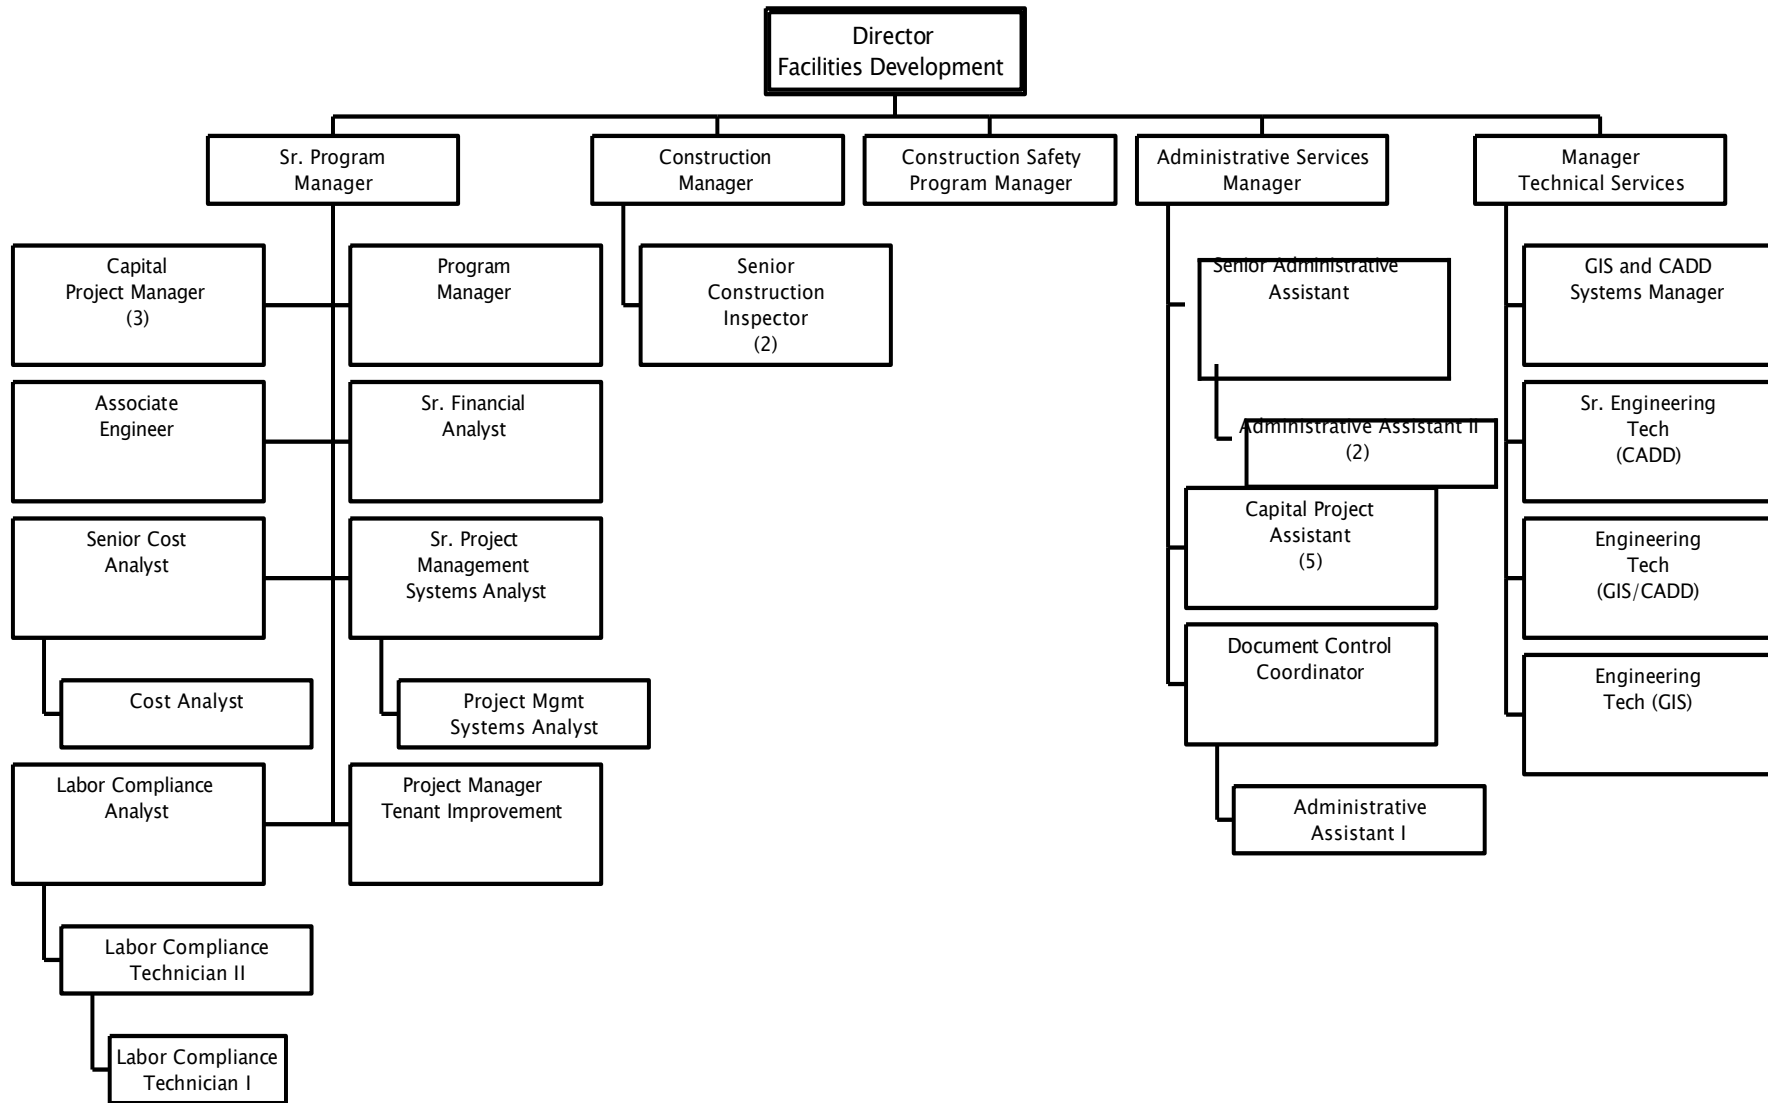 Director
Facilities Development
Sr. Program
Manager
Construction
Manager
Construction Safety
Program Manager
Administrative Services
Manager
Manager
Technical Services
Capital
Project Manager
(3)
Program
Manager
Senior
Construction
Inspector
(2)
Senior Administrative
Assistant
GIS and CADD
Systems Manager
Associate
Engineer
Sr. Financial
Analyst
Administrative Assistant II
(2)
Sr. Engineering
Tech
(CADD)
Senior Cost
Analyst
Sr. Project
Management
Systems Analyst
Capital Project
Assistant
(5)
Engineering
Tech
(GIS/CADD)
Cost Analyst
Project Mgmt
Systems Analyst
Document Control
Coordinator
Engineering
Tech (GIS)
Labor Compliance
Analyst
Project Manager
Tenant Improvement
Administrative
Assistant I
Labor Compliance
Technician II
Labor Compliance
Technician I